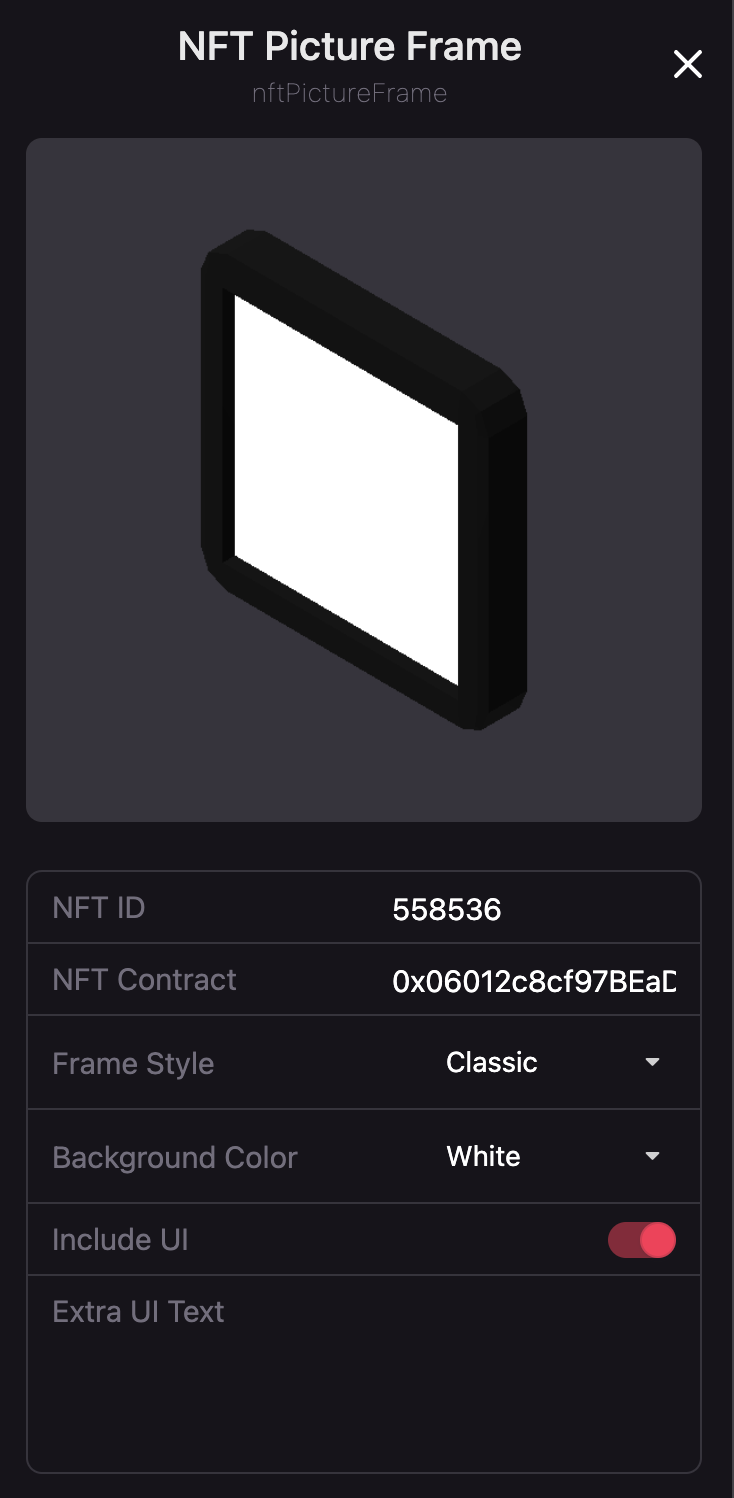 NFT Picture Frame
nftPictureFrame
NFT ID 558536
NFT Contract 0x06012c8cf97BEaD
Frame Style Classic
Background Color White
Include UI
Extra UI Text